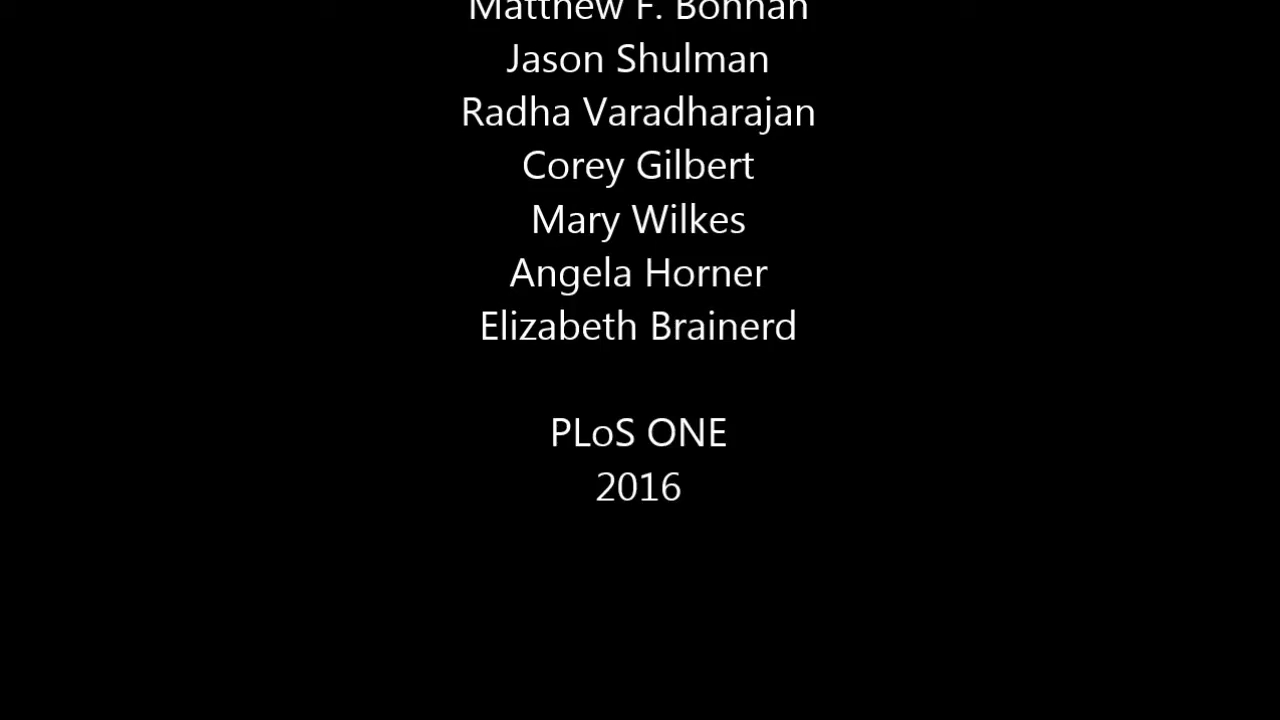 Matthew F. Bonnan
Jason Shulman
Radha Varadharajan
Corey Gilbert
Mary Wilkes
Angela Horner
Elizabeth Brainerd
PLoS ONE
2016